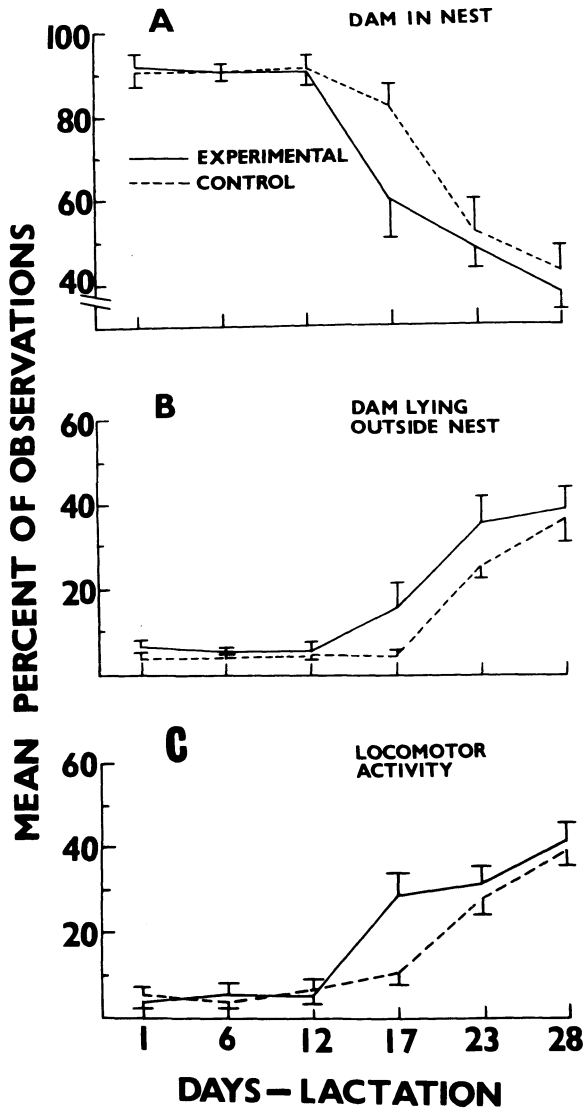 A
DAM IN NEST
100
80
60
40
EXPERIMENTAL
CONTROL
MEAN PERCENT OF OBSERVATIONS
B
DAM LYING
OUTSIDE NEST
60
40
20
C
LOCOMOTOR
ACTIVITY
60
40
20
1 6 12 17 23 28
DAYS–LACTATION